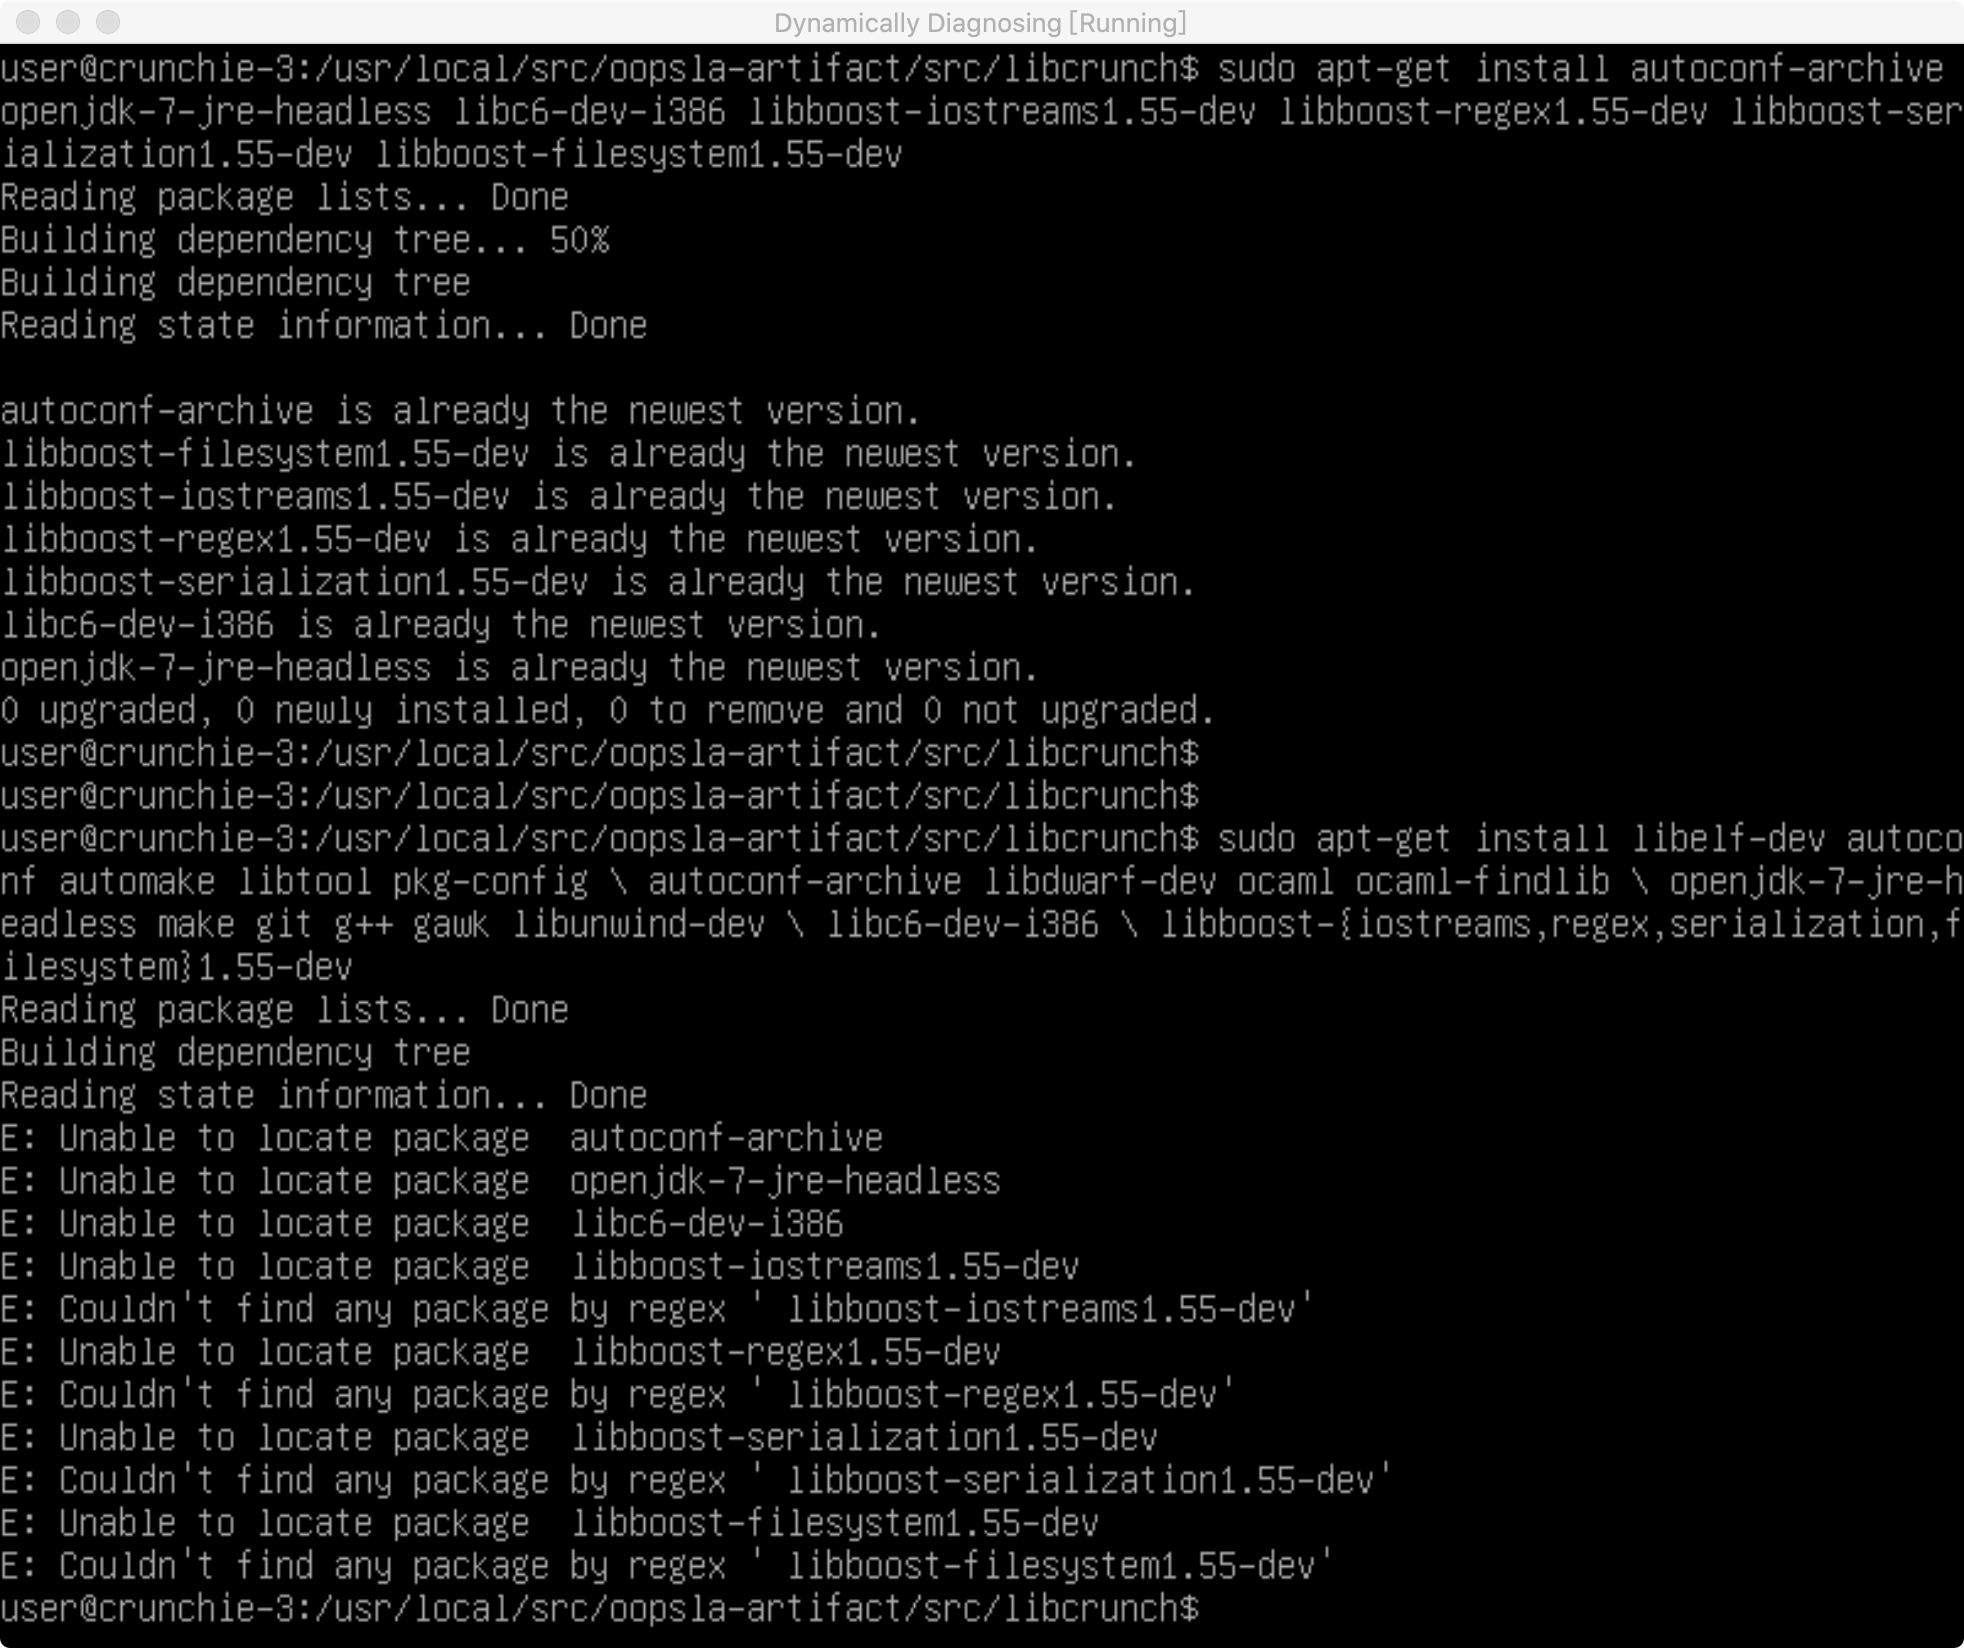 Dynamically Diagnosing [Running]
user@crunchie-3:/usr/local/src/oopsla-artifact/src/libcrunch$ sudo apt-get install autoconf-archive
openjdk-7-jre-headless libc6-dev-i386 libboost-iostreams1.55-dev libboost-regex1.55-dev libboost-ser
ialization1.55-dev libboost-filesystem1.55-dev
Reading package lists... Done
Building dependency tree... 50%
Building dependency tree
Reading state information... Done
autoconf-archive is already the newest version.
libboost-filesystem1.55-dev is already the newest version.
libboost-iostreams1.55-dev is already the newest version.
libboost-regex1.55-dev is already the newest version.
libboost-serialization1.55-dev is already the newest version.
libc6-dev-i386 is already the newest version.
openjdk-7-jre-headless is already the newest version.
0 upgraded, 0 newly installed, 0 to remove and 0 not upgraded.
user@crunchie-3:/usr/local/src/oopsla-artifact/src/libcrunch$
user@crunchie-3:/usr/local/src/oopsla-artifact/src/libcrunch$
user@crunchie-3:/usr/local/src/oopsla-artifact/src/libcrunch$ sudo apt-get install libelf-dev autoco
nf automake libtool pkg-config \ autoconf-archive libdwarf-dev ocaml ocaml-findlib \ openjdk-7-jre-h
eadless make git g++ gawk libunwind-dev \ libc6-dev-i386 \ libboost-{iostreams,regex,serialization,f
ilesystem}1.55-dev
Reading package lists... Done
Building dependency tree
Reading state information... Done
E: Unable to locate package  autoconf-archive
E: Unable to locate package  openjdk-7-jre-headless
E: Unable to locate package  libc6-dev-i386
E: Unable to locate package  libboost-iostreams1.55-dev
E: Couldn't find any package by regex ' libboost-iostreams1.55-dev'
E: Unable to locate package  libboost-regex1.55-dev
E: Couldn't find any package by regex ' libboost-regex1.55-dev'
E: Unable to locate package  libboost-serialization1.55-dev
E: Couldn't find any package by regex ' libboost-serialization1.55-dev'
E: Unable to locate package  libboost-filesystem1.55-dev
E: Couldn't find any package by regex ' libboost-filesystem1.55-dev'
user@crunchie-3:/usr/local/src/oopsla-artifact/src/libcrunch$